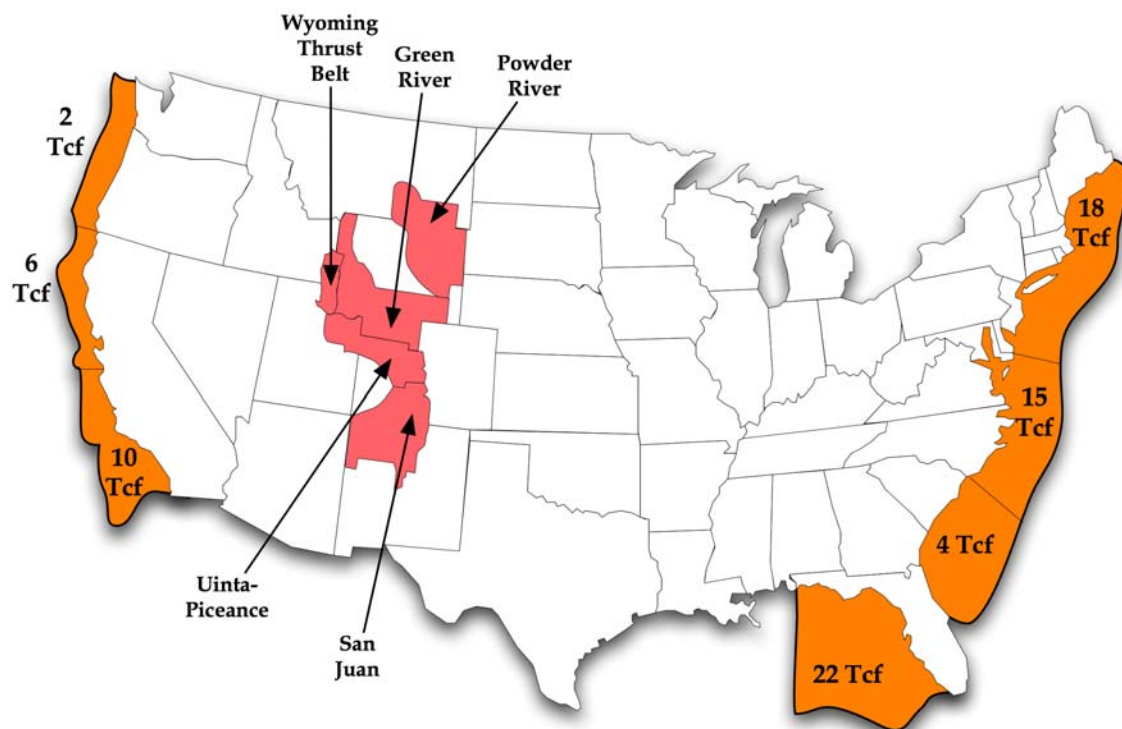 Wyoming
Thrust
Belt
Green
River
Powder
River
2
Tcf
18
Tcf
6
Tcf
15
Tcf
10
Tcf
4 Tcf
Uinta-
Piceance
San
Juan
22 Tcf